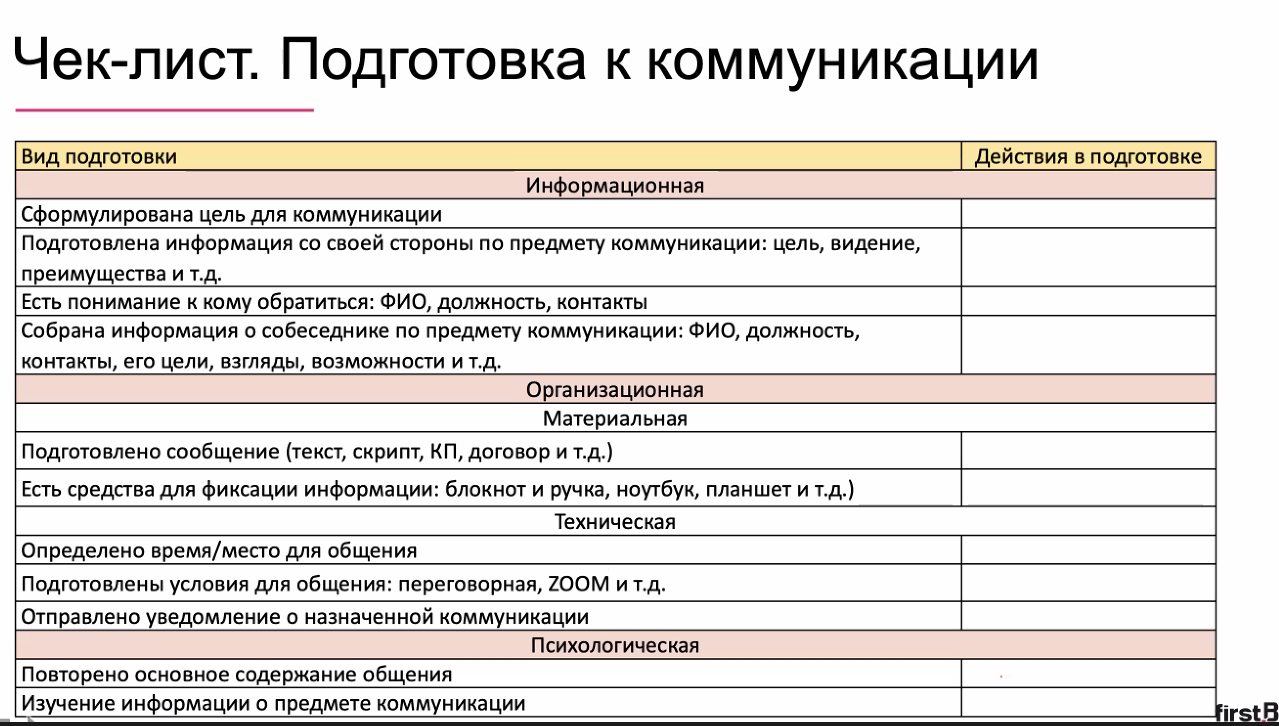 Чек-лист. Подготовка к коммуникации
Вид подготовки
Действия в подготовке
Информационная
Сформулирована цель для коммуникации
Подготовлена информация со своей стороны по предмету коммуникации: цель, видение,
преимущества и т.д.
Есть понимание к кому обратиться: ФИО, должность, контакты
Собрана информация о собеседнике по предмету коммуникации: ФИО, должность,
контакты, его цели, взгляды, возможности и т.д.
Организационная
Материальная
Подготовлено сообщение (текст, скрипт, КП, договор и т.д.)
Есть средства для фиксации информации: блокнот и ручка, ноутбук, планшет и т.д.)
Техническая
Определено время/место для общения
Подготовлены условия для общения: переговорная, ZOOM и т.д.
Отправлено уведомление о назначенной коммуникации
Психологическая
Повторено основное содержание общения
Изучение информации о предмете коммуникации
first.B